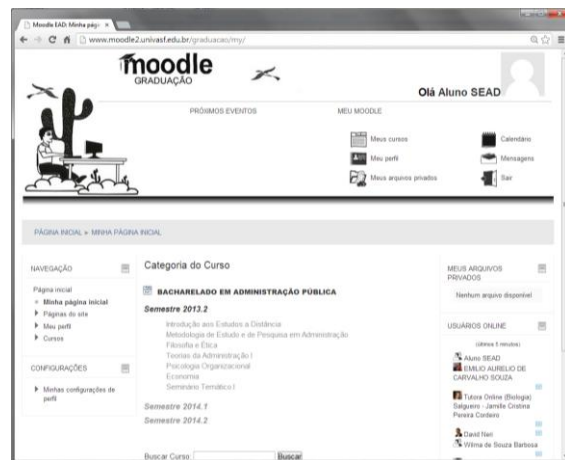 Moodle EAD: Minha pági
www.moodle2.univasf.edu.br/graduacao/my/
moodle
GRADUAÇÃO
Olá Aluno SEAD
PRÓXIMOS EVENTOS
MEU MOODLE
Meus cursos
Calendário
Meu perfil
Mensagens
Meus arquivos privados
Sair
PÁGINA INICIAL » MINHA PÁGINA INICIAL
NAVEGAÇÃO
Página inicial
Minha página inicial
Páginas do site
Meu perfil
Cursos
CONFIGURAÇÕES
Minhas configurações de
perfil
Categoria do Curso
BACHARELADO EM ADMINISTRAÇÃO PÚBLICA
Semestre 2013.2
Introdução aos Estudos a Distância
Metodologia de Estudo e de Pesquisa em Administração
Filosofia e Ética
Teorias da Administração I
Psicologia Organizacional
Economia
Seminário Temático I
Semestre 2014.1
Semestre 2014.2
Buscar Curso
Buscar
MEUS ARQUIVOS
PRIVADOS
Nenhum arquivo disponível
USUÁRIOS ONLINE
(últimos 5 minutos)
Aluno SEAD
EMILIO AURELIO DE
CARVALHO SOUZA
Tutora Online (Biologia)
Salgueiro - Jamille Cristina
Pereira Cordeiro
David Neri
Wilma de Souza Barbosa